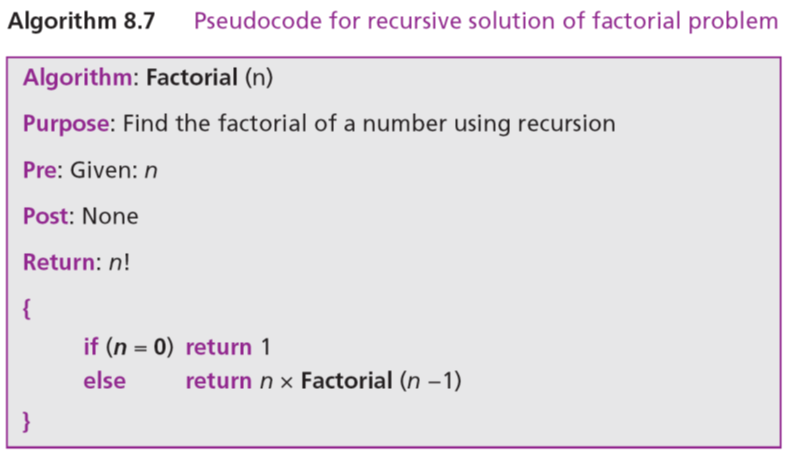 Algorithm 8.7 Pseudocode for recursive solution of factorial problem
Algorithm: Factorial (n)
Purpose: Find the factorial of a number using recursion
Pre: Given: n
Post: None
Return: n!
{
if (n = 0) return 1
else return n × Factorial (n −1)
}